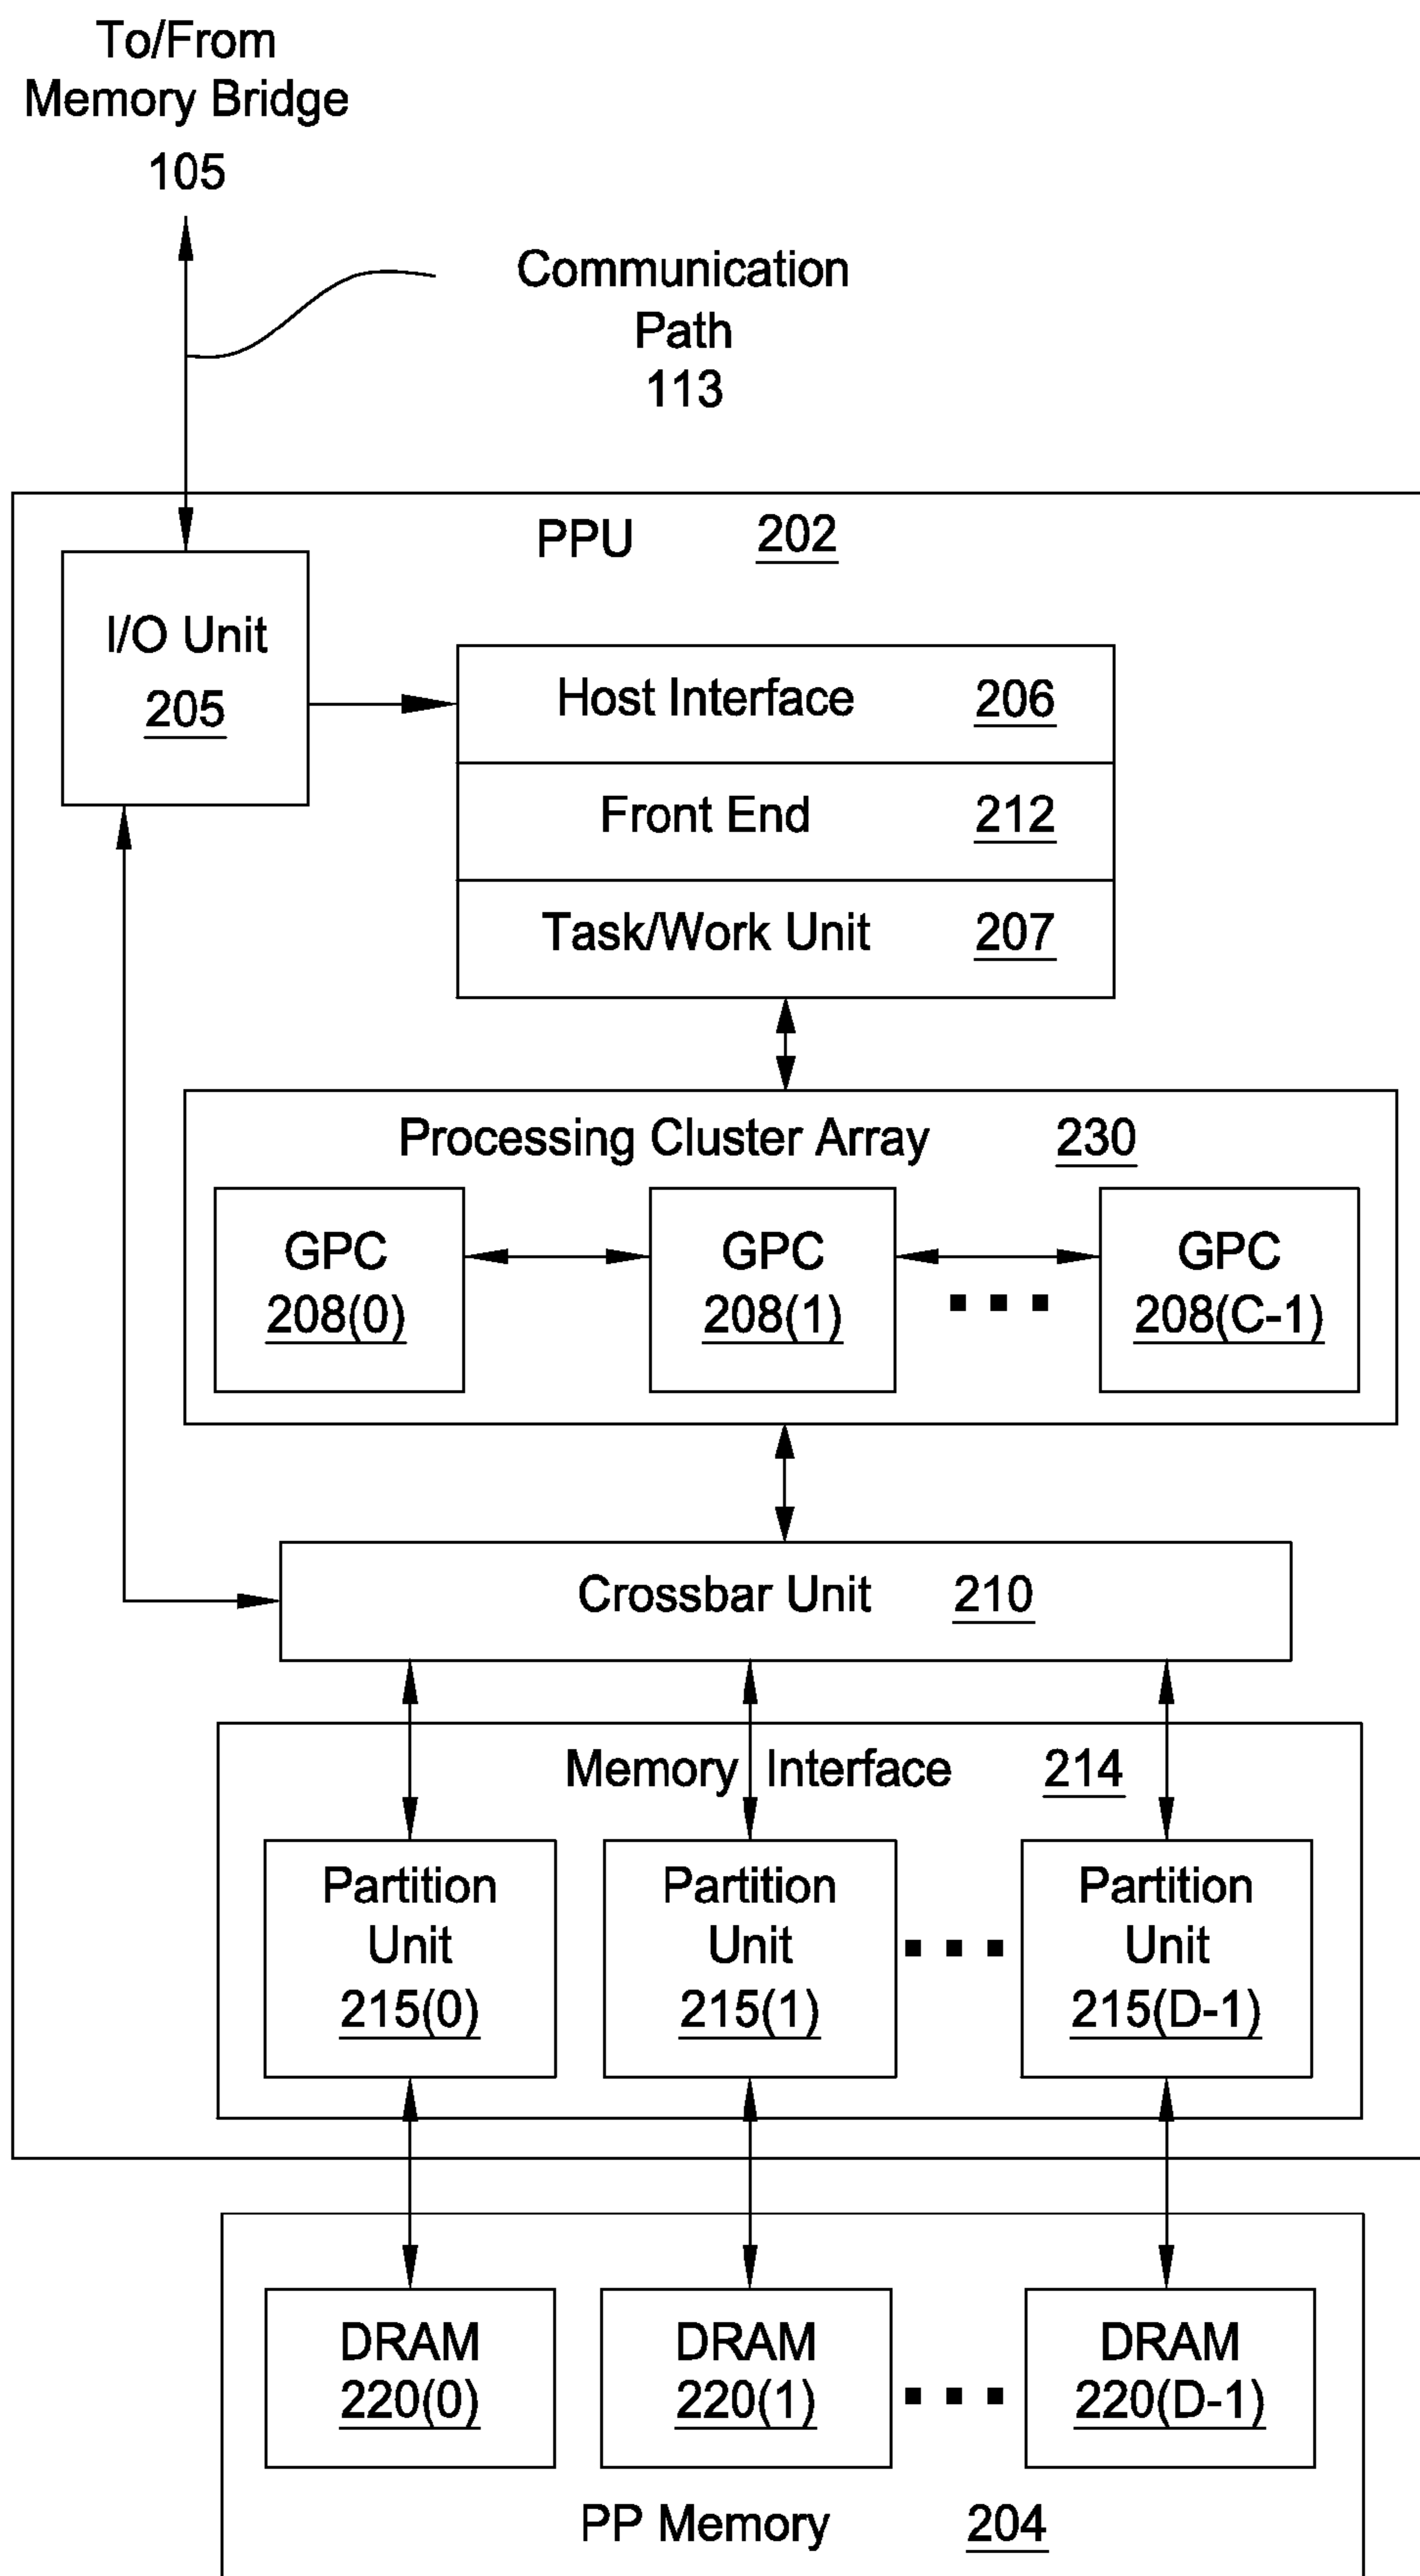 To/From
Memory Bridge
105
Communication
Path
113
PPU 202
I/O Unit
205
Host Interface 206
Front End 212
Task/Work Unit 207
Processing Cluster Array 230
GPC
208(0)
GPC
208(1)
GPC
208(C-1)
Crossbar Unit 210
Memory Interface 214
Partition
Unit
215(0)
Partition
Unit
215(1)
Partition
Unit
215(D-1)
DRAM
220(0)
DRAM
220(1)
DRAM
220(D-1)
PP Memory 204